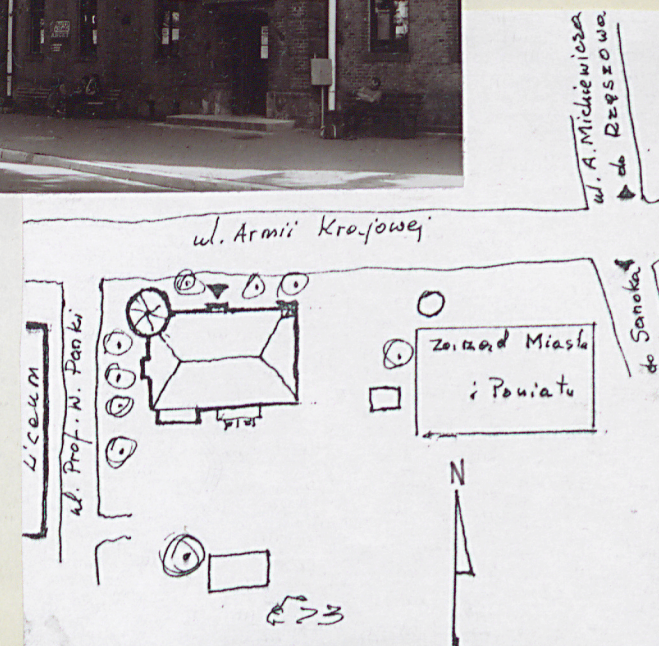 ul. A. Mickiewicza
do Rzeszowa
ul. Armii Krajowej
do Sanoka
Zarząd Miasta
i Powiatu
ul. Prof. W. Panki
Liceum
N